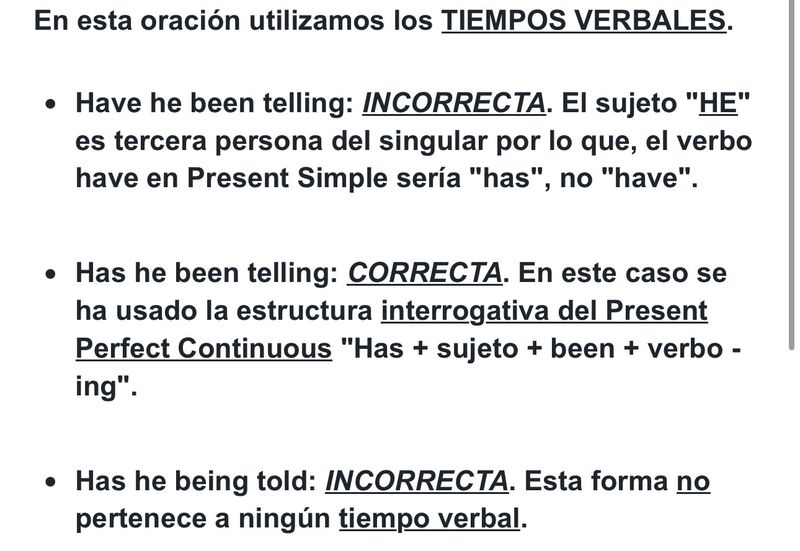 En esta oración utilizamos los TIEMPOS VERBALES.
• Have he been telling: INCORRECTA. El sujeto "HE"
es tercera persona del singular por lo que, el verbo
have en Present Simple sería "has", no "have".
• Has he been telling: CORRECTA. En este caso se
ha usado la estructura interrogativa del Present
Perfect Continuous "Has + sujeto + been + verbo -
ing".
• Has he being told: INCORRECTA. Esta forma no
pertenece a ningún tiempo verbal.